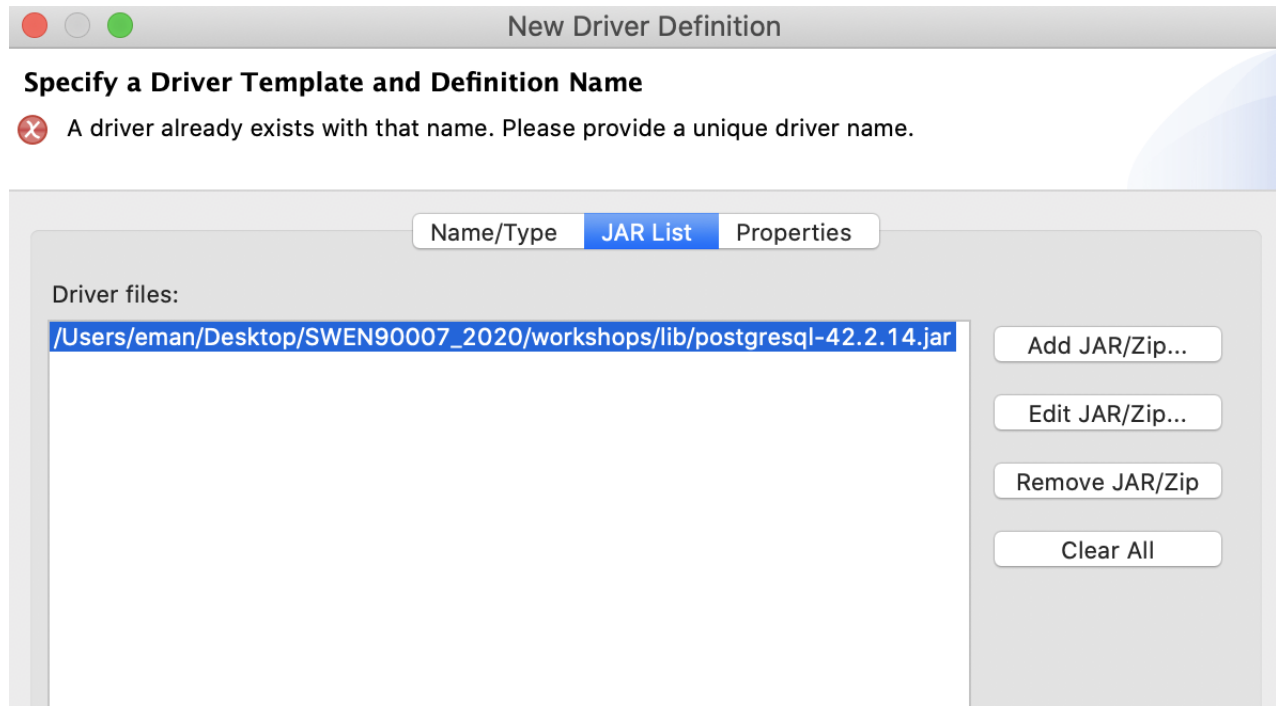 New Driver Definition
Specify a Driver Template and Definition Name
A driver already exists with that name. Please provide a unique driver name.
Name/Type JAR List Properties
Driver files:
/Users/eman/Desktop/SWEN90007_2020/workshops/lib/postgresql-42.2.14.jar
Add JAR/Zip...
Edit JAR/Zip...
Remove JAR/Zip
Clear All